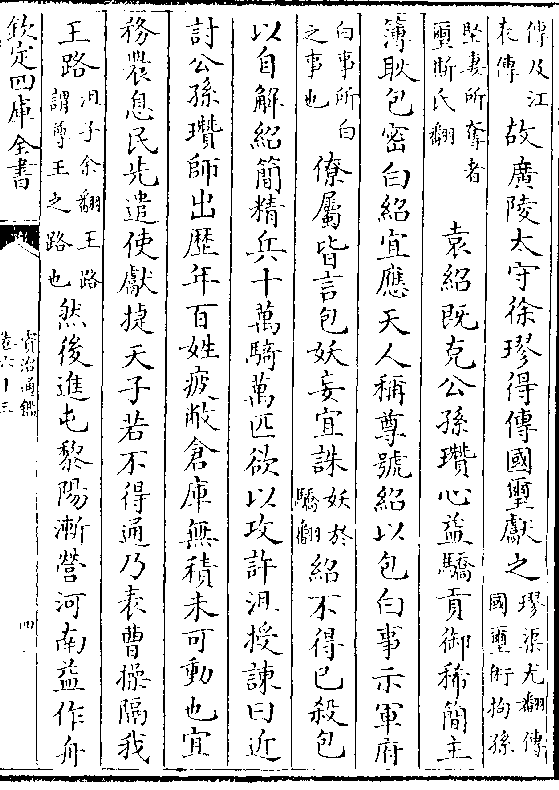 傳及江表傳故廣陵太守徐璆得傳國璽獻之璆渠尤翻傳國璽術拘孫
堅妻所奪者璽斯氏翻 袁紹既克公孫瓚心益驕貢御稀簡主
簿耿包密白紹宜應天人稱尊號紹以包白事示軍府
白事所白之事也僚屬皆言包妖妄宜誅妖於驕翻紹不得已殺包
以自解紹簡精兵十萬騎萬匹欲以攻許沮授諫曰近
討公孫瓚師出歷年百姓疲敝倉庫無積未可動也宜
務農息民先遣使獻捷天子若不得通乃表曹操隔我
王路沮子余翻王路謂尊王之路也然後進屯黎陽漸營河南益作舟
欽定四庫全書
資治通鑑
卷六十三
四